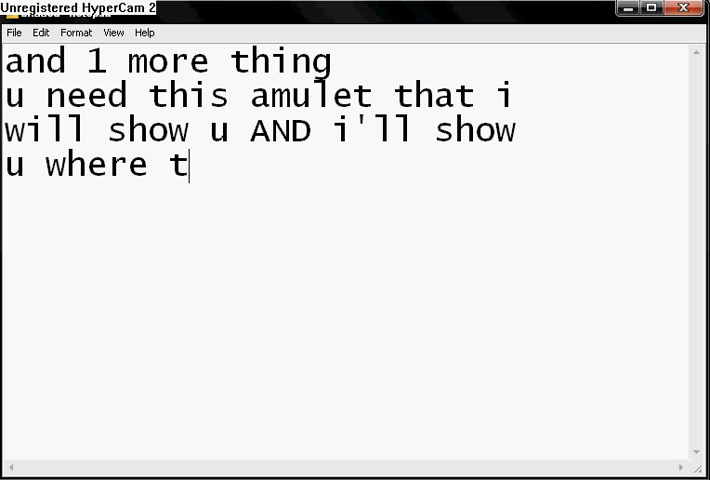 Unregistered HyperCam 2
File Edit Format View Help
and 1 more thing
u need this amulet that i
will show u AND i'll show
u where t